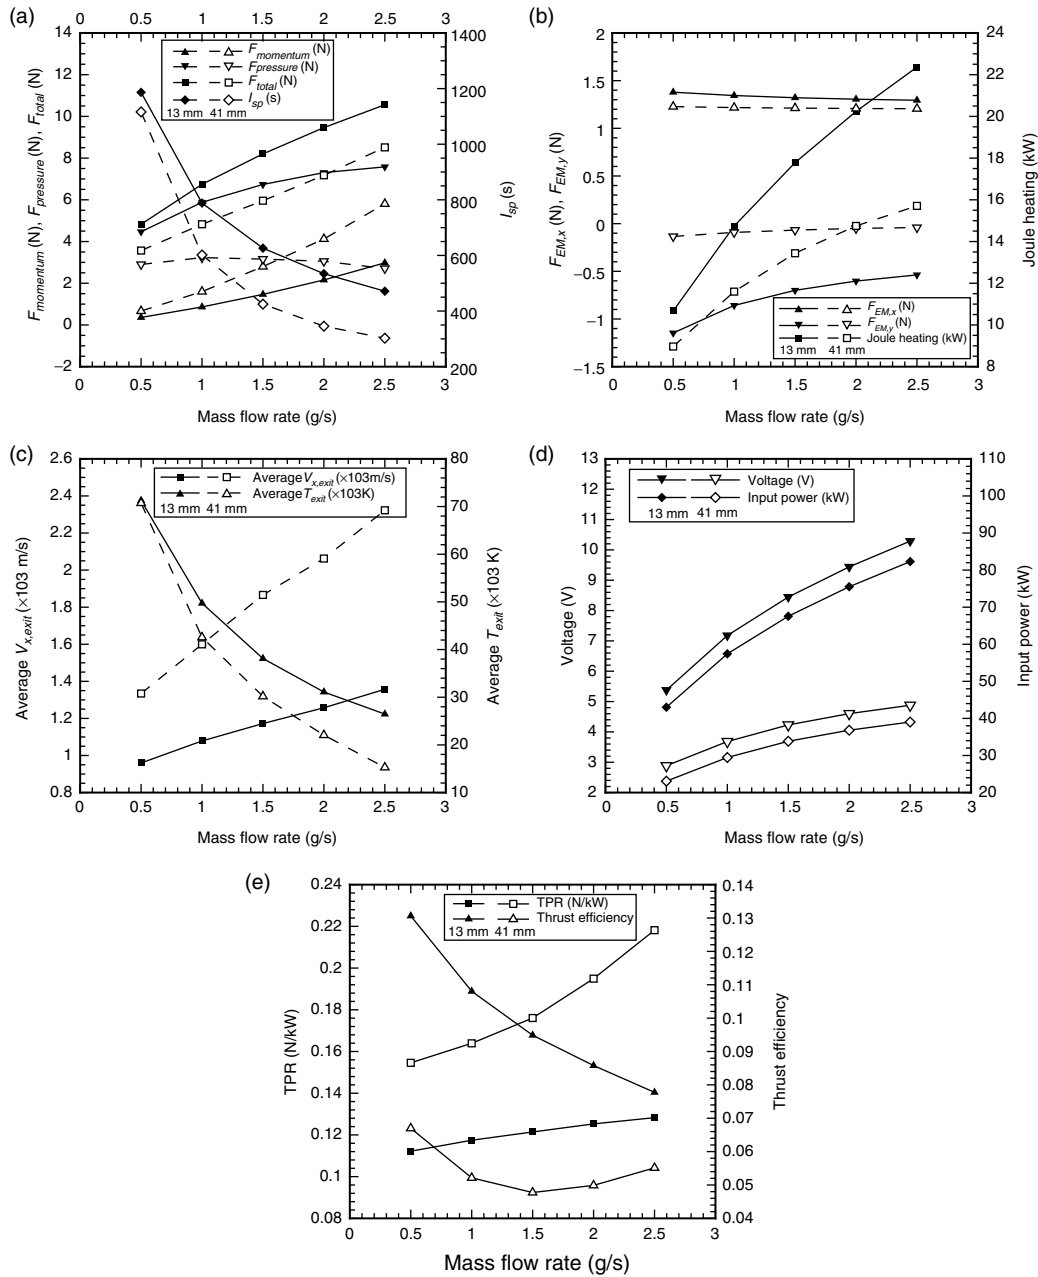 (a)
0 0.5 1 1.5 2 2.5 3
F_momentum (N), F_pressure (N), F_total (N)
14
12
10
8
6
4
2
0
−2
F_momentum (N)
F_pressure (N)
F_total (N)
I_sp (s)
13 mm 41 mm
1400
1200
1000
800
600
400
200
I_sp (s)
0 0.5 1 1.5 2 2.5 3
Mass flow rate (g/s)
(b)
F_EM,x (N), F_EM,y (N)
2
1.5
1
0.5
0
−0.5
−1
−1.5
F_EM,x (N)
F_EM,y (N)
Joule heating (kW)
13 mm 41 mm
24
22
20
18
16
14
12
10
8
Joule heating (kW)
0 0.5 1 1.5 2 2.5 3
Mass flow rate (g/s)
(c)
Average V_x,exit (×103 m/s)
2.6
2.4
2.2
2
1.8
1.6
1.4
1.2
1
0.8
Average V_x,exit (×103m/s)
Average T_exit (×103K)
13 mm 41 mm
80
70
60
50
40
30
20
10
Average T_exit (×103 K)
0 0.5 1 1.5 2 2.5 3
Mass flow rate (g/s)
(d)
Voltage (V)
13
12
11
10
9
8
7
6
5
4
3
2
Voltage (V)
Input power (kW)
13 mm 41 mm
110
100
90
80
70
60
50
40
30
20
Input power (kW)
0 0.5 1 1.5 2 2.5 3
Mass flow rate (g/s)
(e)
TPR (N/kW)
0.24
0.22
0.2
0.18
0.16
0.14
0.12
0.1
0.08
TPR (N/kW)
Thrust efficiency
13 mm 41 mm
0.14
0.13
0.12
0.11
0.1
0.09
0.08
0.07
0.06
0.05
0.04
Thrust efficiency
0 0.5 1 1.5 2 2.5 3
Mass flow rate (g/s)